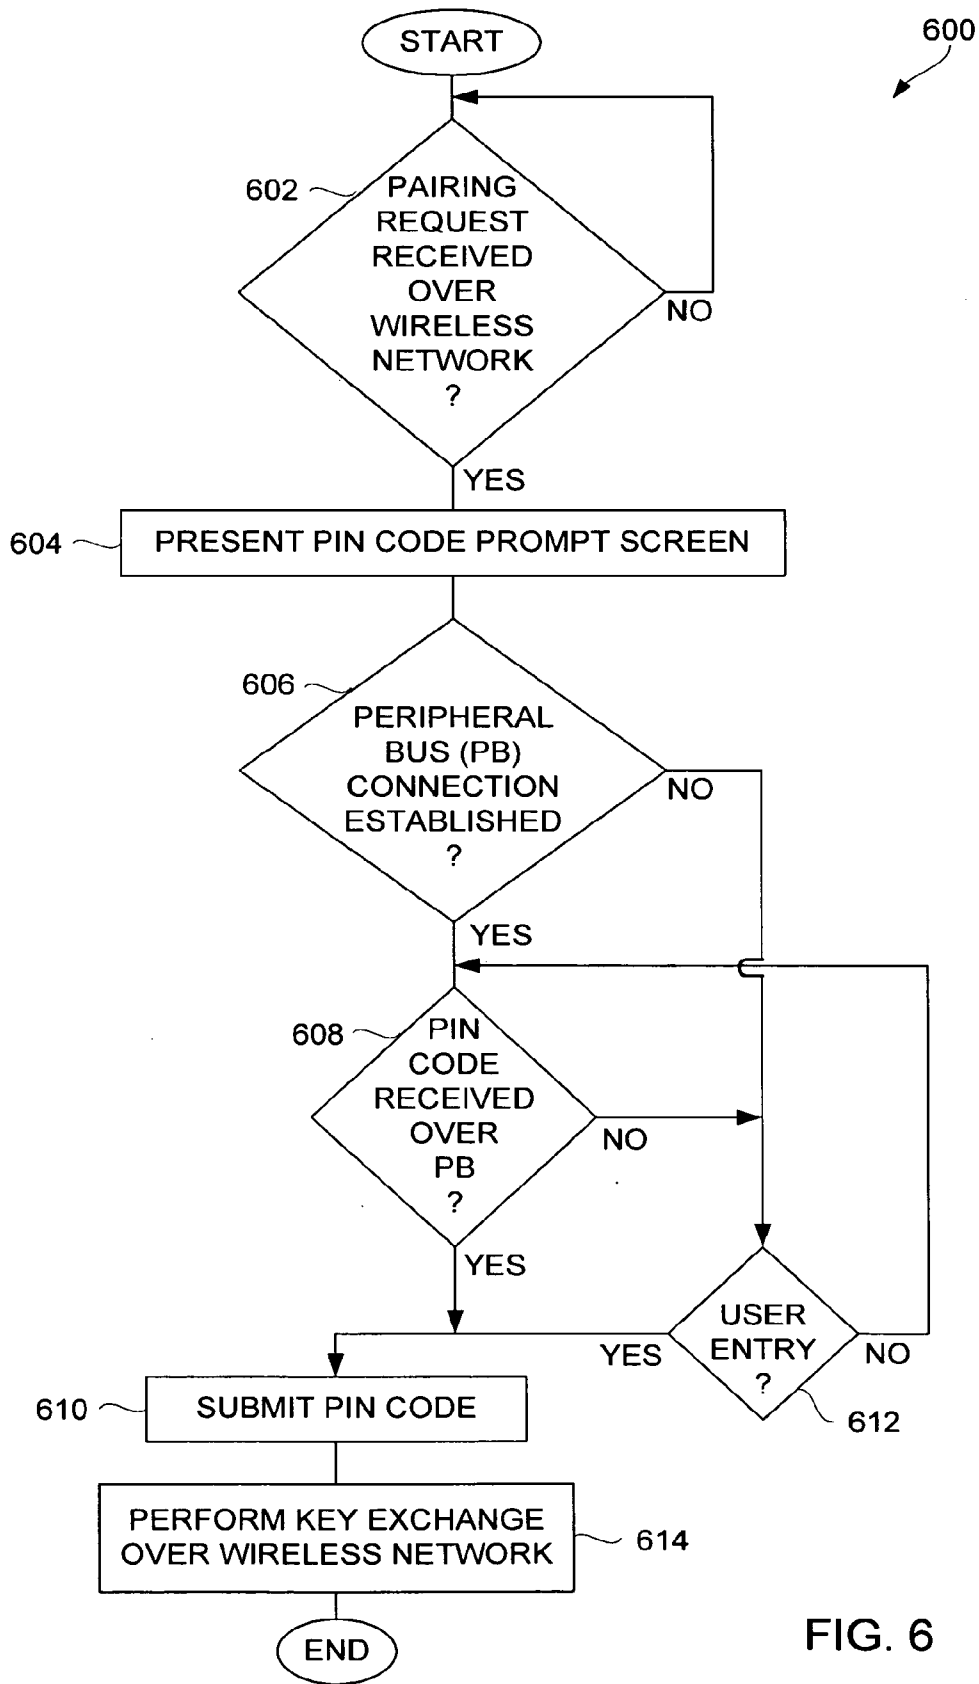 START
600
602
PAIRING
REQUEST
RECEIVED
OVER
WIRELESS
NETWORK
?
NO
YES
604
PRESENT PIN CODE PROMPT SCREEN
606
PERIPHERAL
BUS (PB)
CONNECTION
ESTABLISHED
?
NO
YES
608
PIN
CODE
RECEIVED
OVER
PB
?
NO
YES
USER
ENTRY
?
YES
NO
612
610
SUBMIT PIN CODE
PERFORM KEY EXCHANGE
OVER WIRELESS NETWORK
614
END
FIG. 6